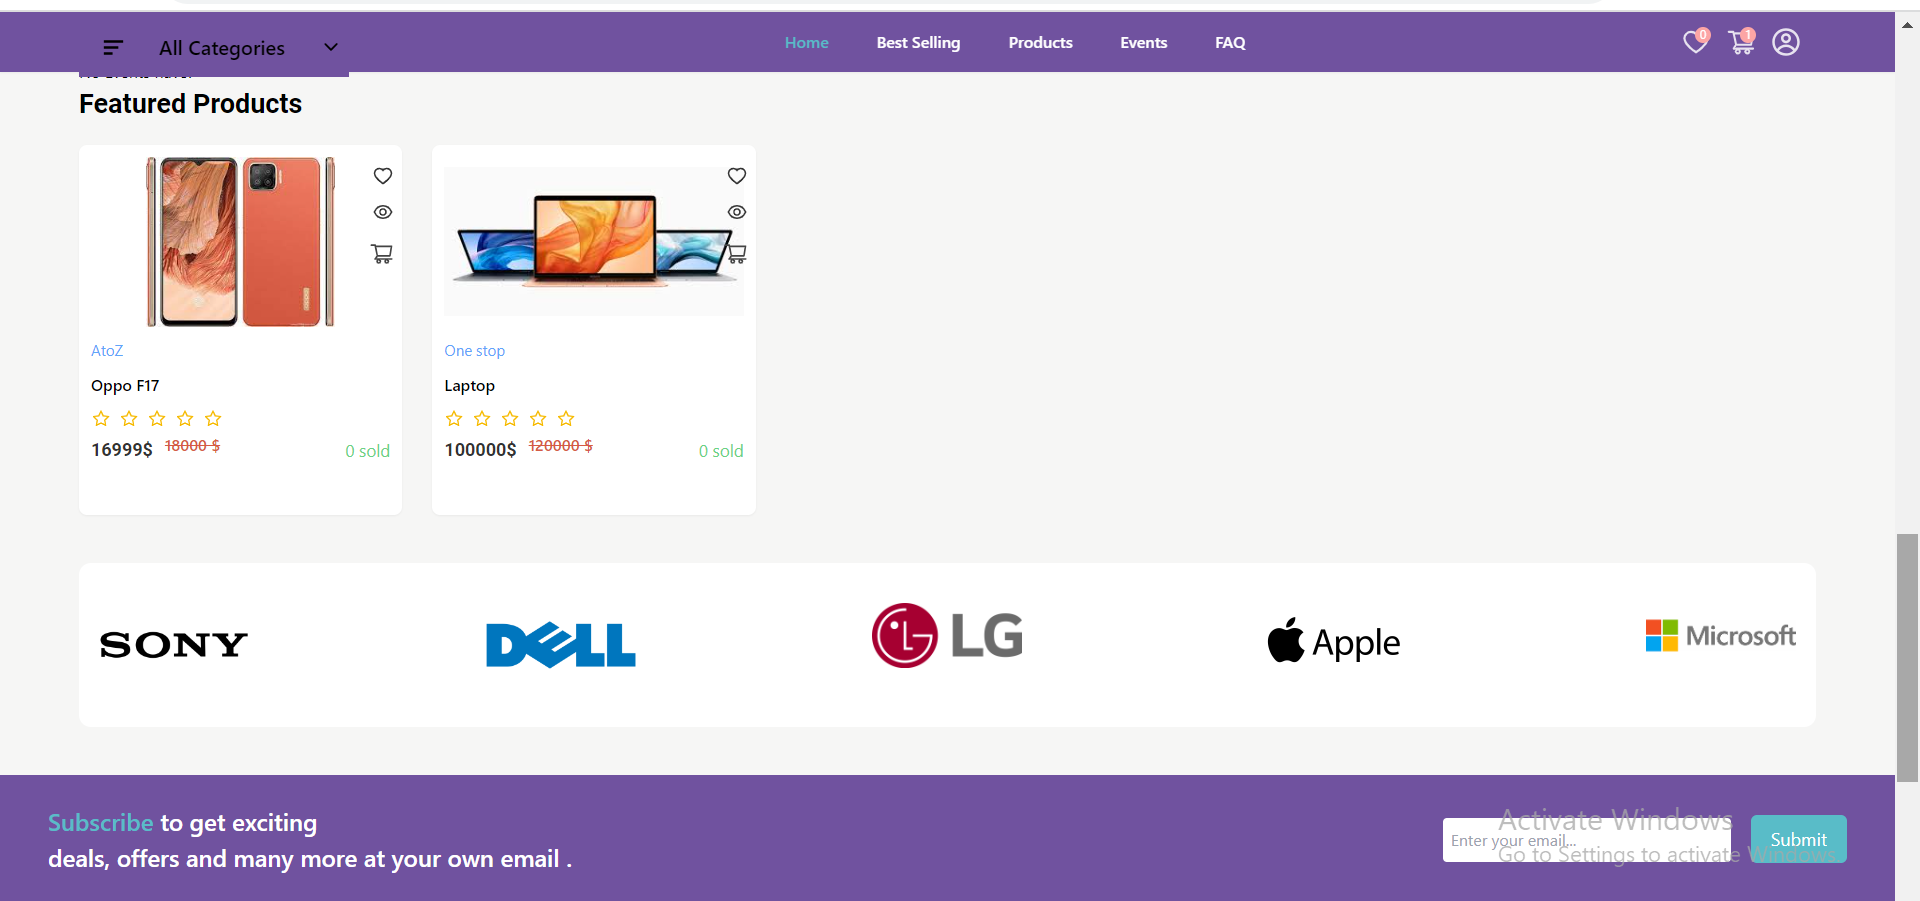 All Categories
Home
Best Selling
Products
Events
FAQ
0
1
Featured Products
AtoZ
Oppo F17
16999$
18000 $
0 sold
One stop
Laptop
100000$
120000 $
0 sold
SONY
DELL
LG
Apple
Microsoft
Subscribe to get exciting
deals, offers and many more at your own email .
Enter your email...
Submit
Activate Windows
Go to Settings to activate Windows.